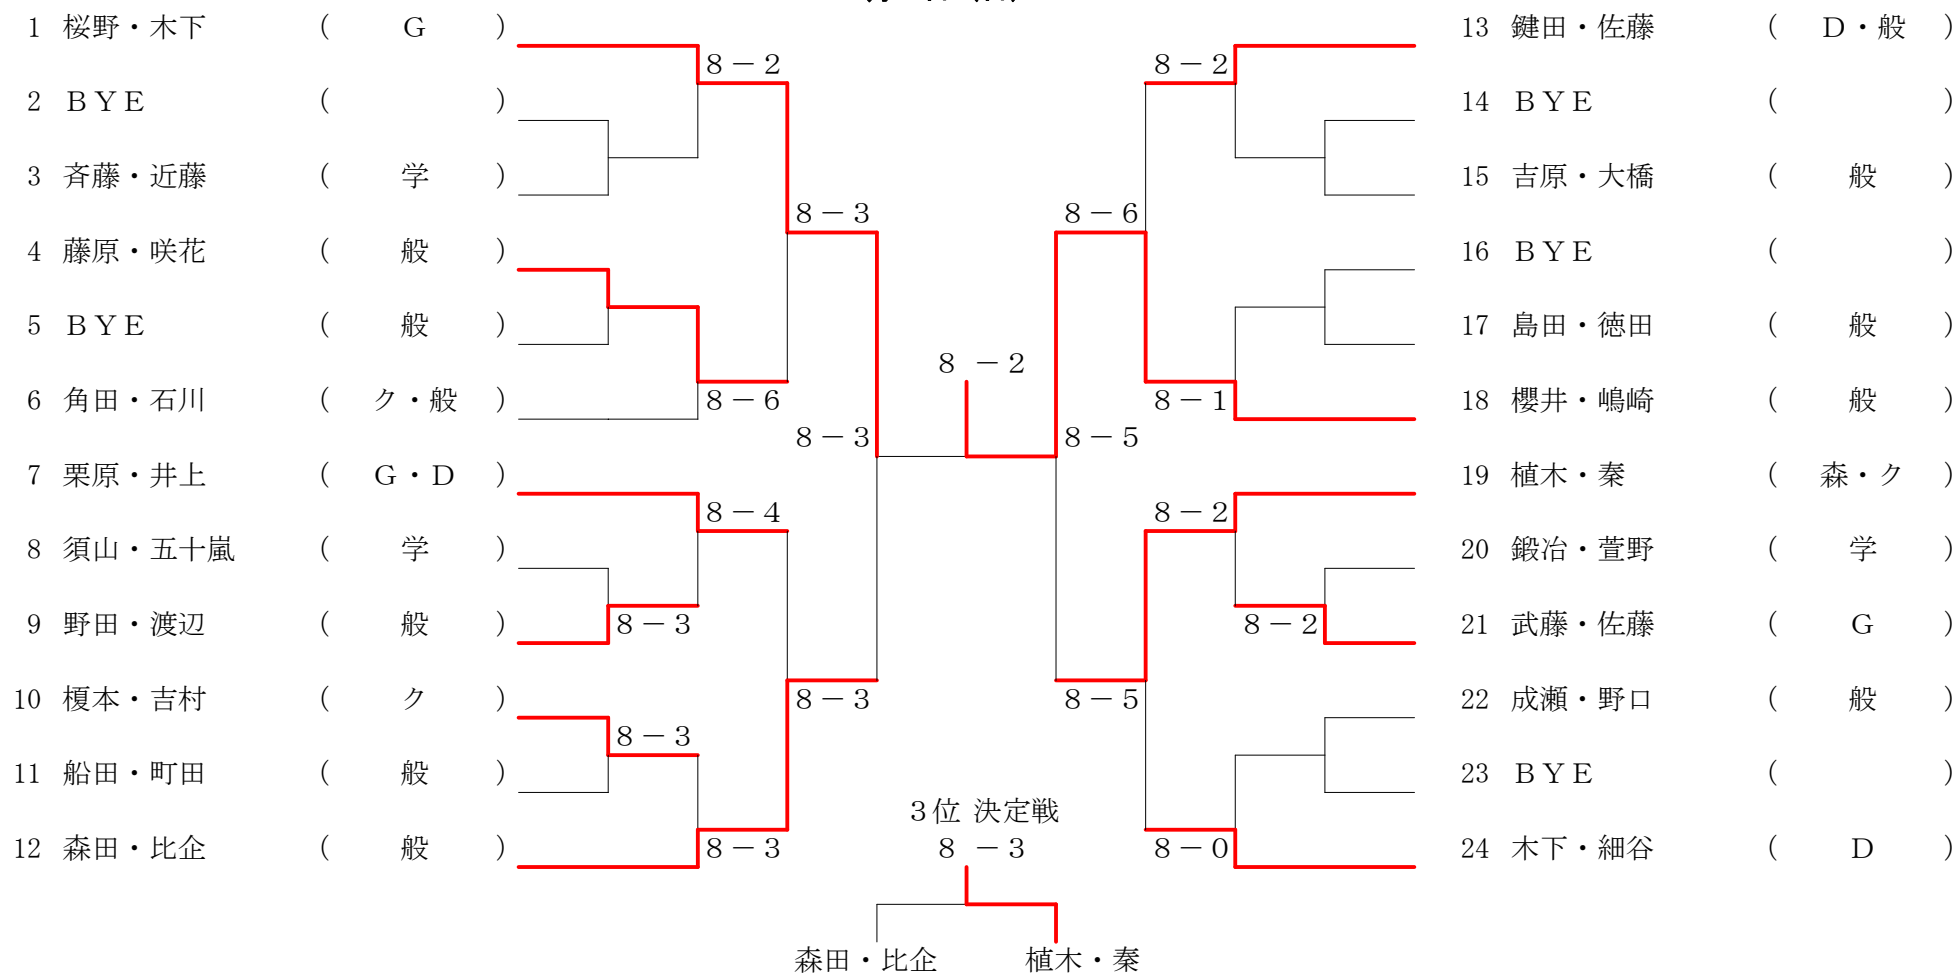 1 桜野・木下 ( Ｇ )
8－2
2 ＢＹＥ ( )
3 斉藤・近藤 ( 学 )
8－3
4 藤原・咲花 ( 般 )
5 ＢＹＥ ( 般 )
6 角田・石川 ( ク・般 )
8－6
8－3
7 栗原・井上 ( Ｇ・Ｄ )
8－4
8 須山・五十嵐 ( 学 )
9 野田・渡辺 ( 般 )
8－3
10 榎本・吉村 ( ク )
8－3
8－3
11 船田・町田 ( 般 )
12 森田・比企 ( 般 )
8－3
8 －2
13 鍵田・佐藤 ( Ｄ・般 )
8－2
14 ＢＹＥ ( )
15 吉原・大橋 ( 般 )
8－6
16 ＢＹＥ ( )
17 島田・徳田 ( 般 )
18 櫻井・嶋崎 ( 般 )
8－1
8－5
19 植木・秦 ( 森・ク )
8－2
20 鍛冶・萱野 ( 学 )
21 武藤・佐藤 ( Ｇ )
8－2
22 成瀬・野口 ( 般 )
8－5
23 ＢＹＥ ( )
24 木下・細谷 ( Ｄ )
8－0
３位 決定戦
8 －3
森田・比企
植木・秦